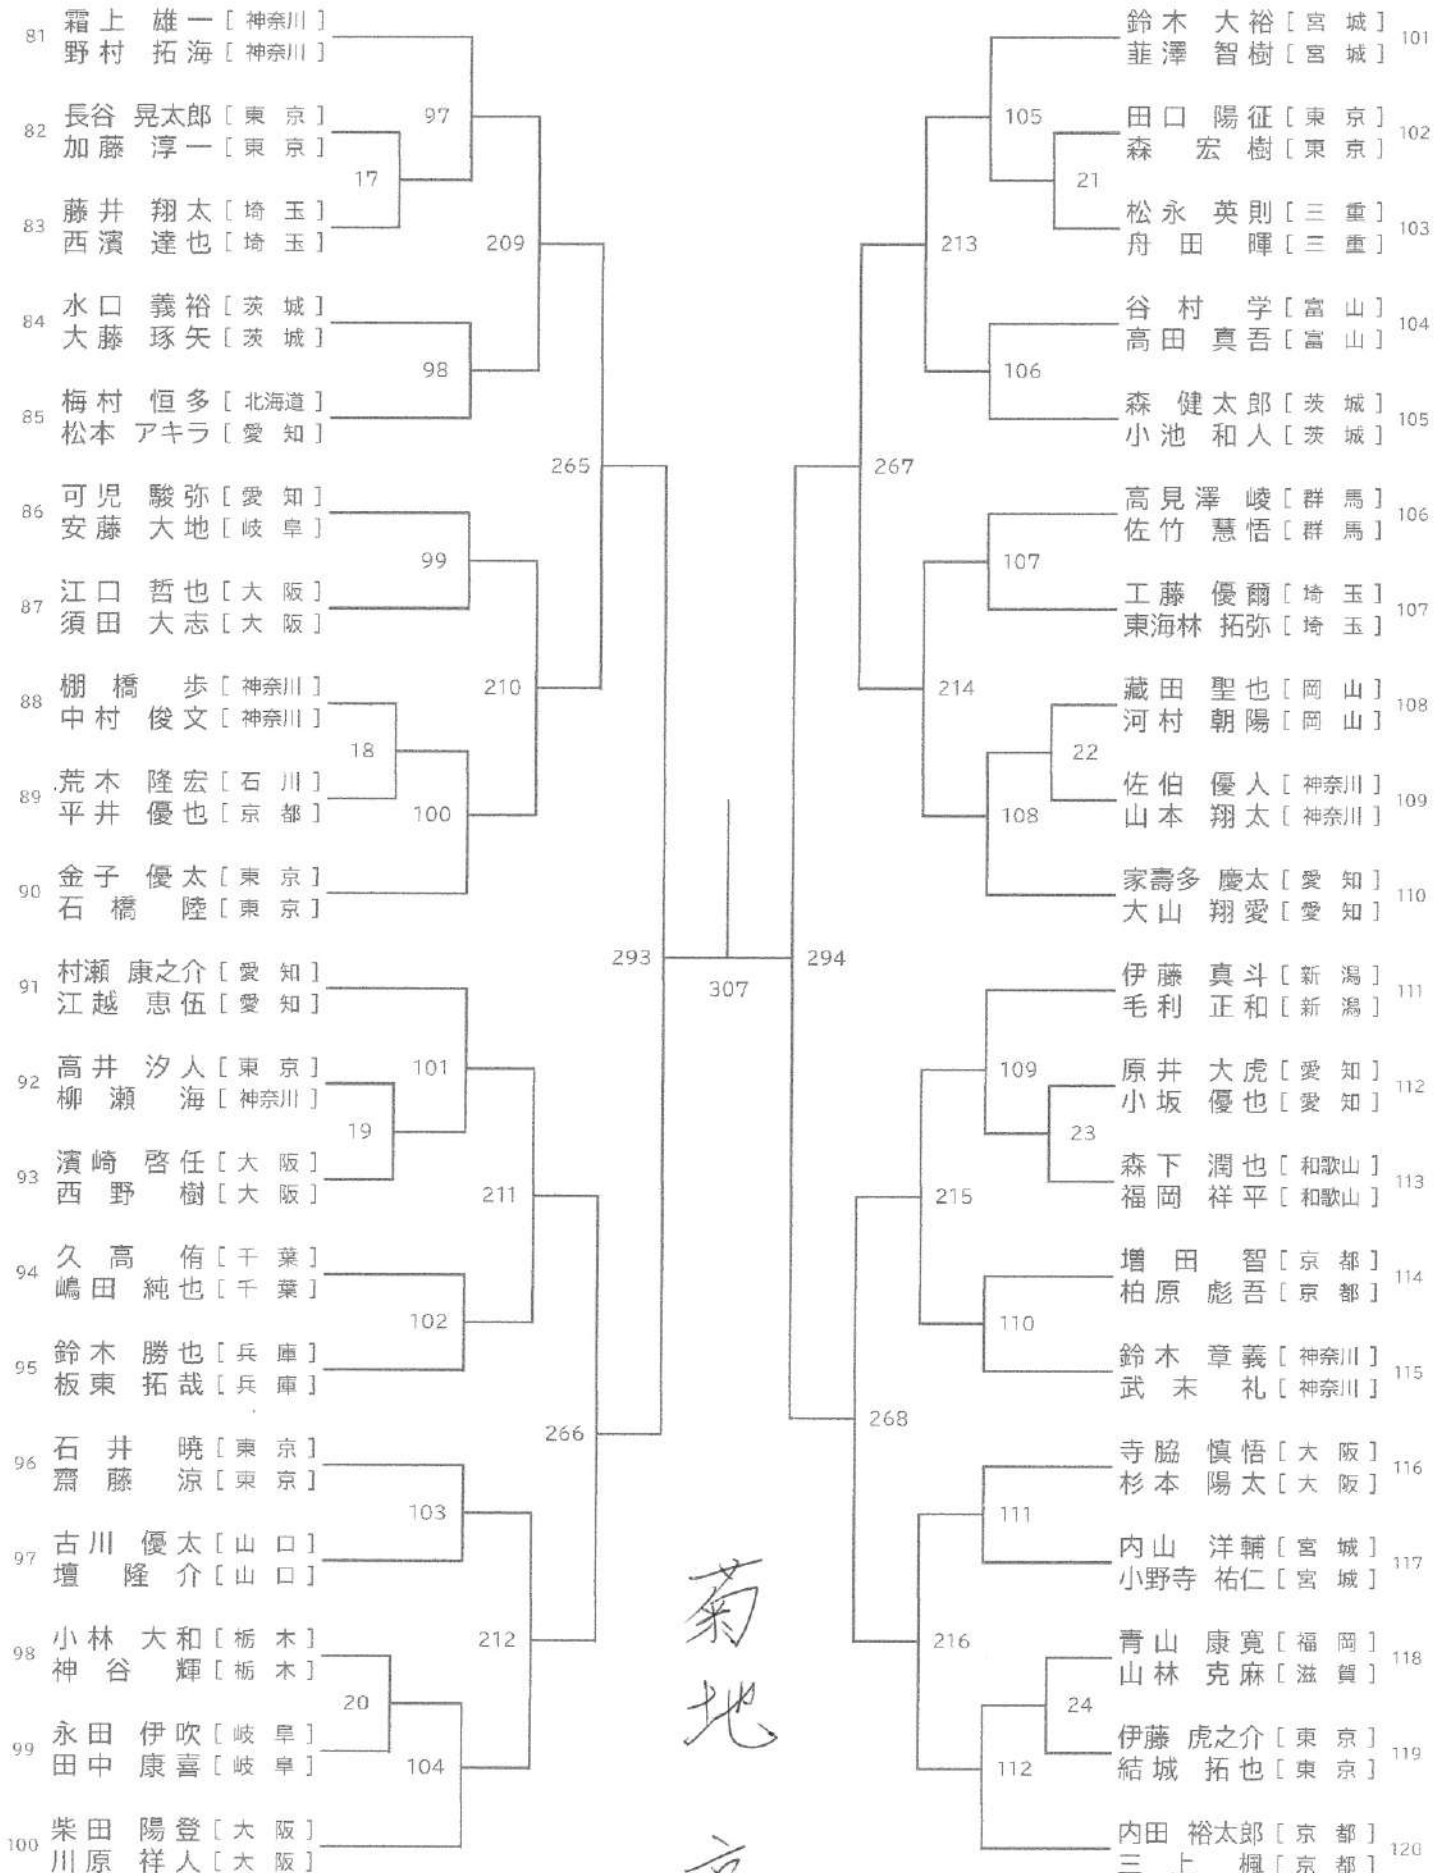 81 霜上 雄一 [ 神奈川 ]
野村 拓海 [ 神奈川 ]
82 長谷 晃太郎 [ 東 京 ]
加藤 淳一 [ 東 京 ]
83 藤井 翔太 [ 埼 玉 ]
西濱 達也 [ 埼 玉 ]
84 水口 義裕 [ 茨 城 ]
大藤 琢矢 [ 茨 城 ]
85 梅村 恒多 [ 北海道 ]
松本 アキラ [ 愛 知 ]
86 可児 駿弥 [ 愛 知 ]
安藤 大地 [ 岐 阜 ]
87 江口 哲也 [ 大 阪 ]
須田 大志 [ 大 阪 ]
88 棚橋 歩 [ 神奈川 ]
中村 俊文 [ 神奈川 ]
89 荒木 隆宏 [ 石 川 ]
平井 優也 [ 京 都 ]
90 金子 優太 [ 東 京 ]
石橋 陸 [ 東 京 ]
91 村瀬 康之介 [ 愛 知 ]
江越 恵伍 [ 愛 知 ]
92 高井 汐人 [ 東 京 ]
柳瀬 海 [ 神奈川 ]
93 濱崎 啓任 [ 大 阪 ]
西野 樹 [ 大 阪 ]
94 久高 侑 [ 千 葉 ]
嶋田 純也 [ 千 葉 ]
95 鈴木 勝也 [ 兵 庫 ]
板東 拓哉 [ 兵 庫 ]
96 石井 暁 [ 東 京 ]
齋藤 涼 [ 東 京 ]
97 古川 優太 [ 山 口 ]
壇 隆介 [ 山 口 ]
98 小林 大和 [ 栃 木 ]
神谷 輝 [ 栃 木 ]
99 永田 伊吹 [ 岐 阜 ]
田中 康喜 [ 岐 阜 ]
100 柴田 陽登 [ 大 阪 ]
川原 祥人 [ 大 阪 ]
17
18
19
20
97
98
99
100
101
102
103
104
209
210
211
212
265
266
293
307
294
267
268
213
214
215
216
105
106
107
108
109
110
111
112
21
22
23
24
鈴木 大裕 [ 宮 城 ] 101
韮澤 智樹 [ 宮 城 ]
田口 陽征 [ 東 京 ] 102
森 宏樹 [ 東 京 ]
松永 英則 [ 三 重 ] 103
舟田 暉 [ 三 重 ]
谷村 学 [ 富 山 ] 104
高田 真吾 [ 富 山 ]
森 健太郎 [ 茨 城 ] 105
小池 和人 [ 茨 城 ]
高見澤 崚 [ 群 馬 ] 106
佐竹 慧悟 [ 群 馬 ]
工藤 優爾 [ 埼 玉 ] 107
東海林 拓弥 [ 埼 玉 ]
藏田 聖也 [ 岡 山 ] 108
河村 朝陽 [ 岡 山 ]
佐伯 優人 [ 神奈川 ] 109
山本 翔太 [ 神奈川 ]
家壽多 慶太 [ 愛 知 ] 110
大山 翔愛 [ 愛 知 ]
伊藤 真斗 [ 新 潟 ] 111
毛利 正和 [ 新 潟 ]
原井 大虎 [ 愛 知 ] 112
小坂 優也 [ 愛 知 ]
森下 潤也 [ 和歌山 ] 113
福岡 祥平 [ 和歌山 ]
増田 智 [ 京 都 ] 114
柏原 彪吾 [ 京 都 ]
鈴木 章義 [ 神奈川 ] 115
武末 礼 [ 神奈川 ]
寺脇 慎悟 [ 大 阪 ] 116
杉本 陽太 [ 大 阪 ]
内山 洋輔 [ 宮 城 ] 117
小野寺 祐仁 [ 宮 城 ]
青山 康寛 [ 福 岡 ] 118
山林 克麻 [ 滋 賀 ]
伊藤 虎之介 [ 東 京 ] 119
結城 拓也 [ 東 京 ]
内田 裕太郎 [ 京 都 ] 120
三上 楓 [ 京 都 ]
菊地